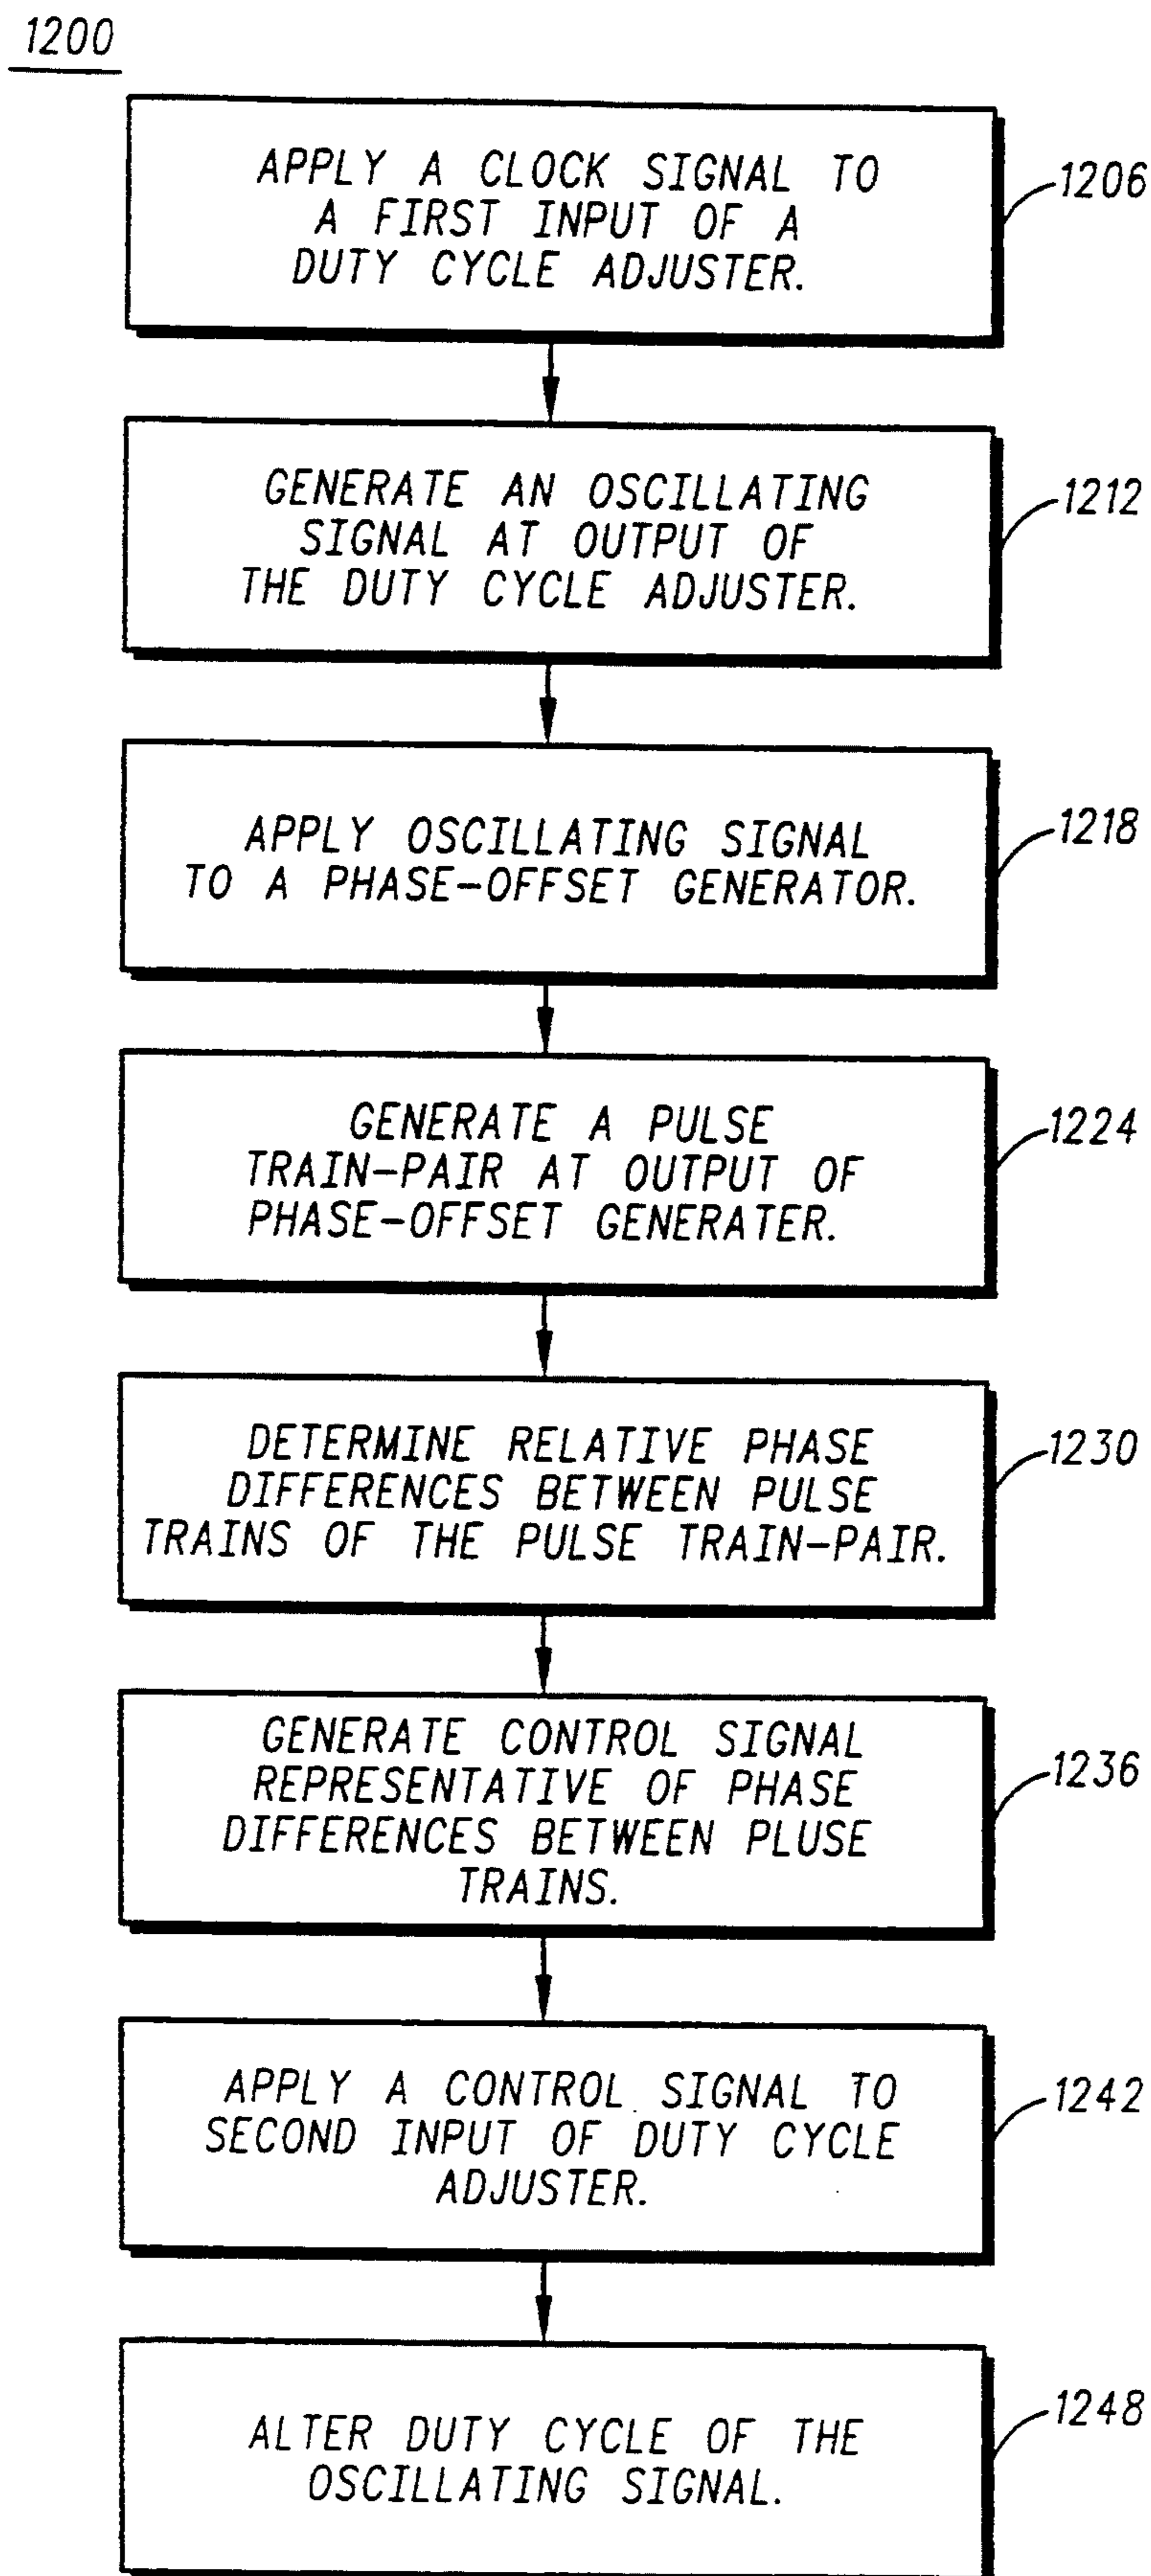 1200
APPLY A CLOCK SIGNAL TO
A FIRST INPUT OF A
DUTY CYCLE ADJUSTER.
1206
GENERATE AN OSCILLATING
SIGNAL AT OUTPUT OF
THE DUTY CYCLE ADJUSTER.
1212
APPLY OSCILLATING SIGNAL
TO A PHASE-OFFSET GENERATOR.
1218
GENERATE A PULSE
TRAIN-PAIR AT OUTPUT OF
PHASE-OFFSET GENERATER.
1224
DETERMINE RELATIVE PHASE
DIFFERENCES BETWEEN PULSE
TRAINS OF THE PULSE TRAIN-PAIR.
1230
GENERATE CONTROL SIGNAL
REPRESENTATIVE OF PHASE
DIFFERENCES BETWEEN PLUSE
TRAINS.
1236
APPLY A CONTROL SIGNAL TO
SECOND INPUT OF DUTY CYCLE
ADJUSTER.
1242
ALTER DUTY CYCLE OF THE
OSCILLATING SIGNAL.
1248